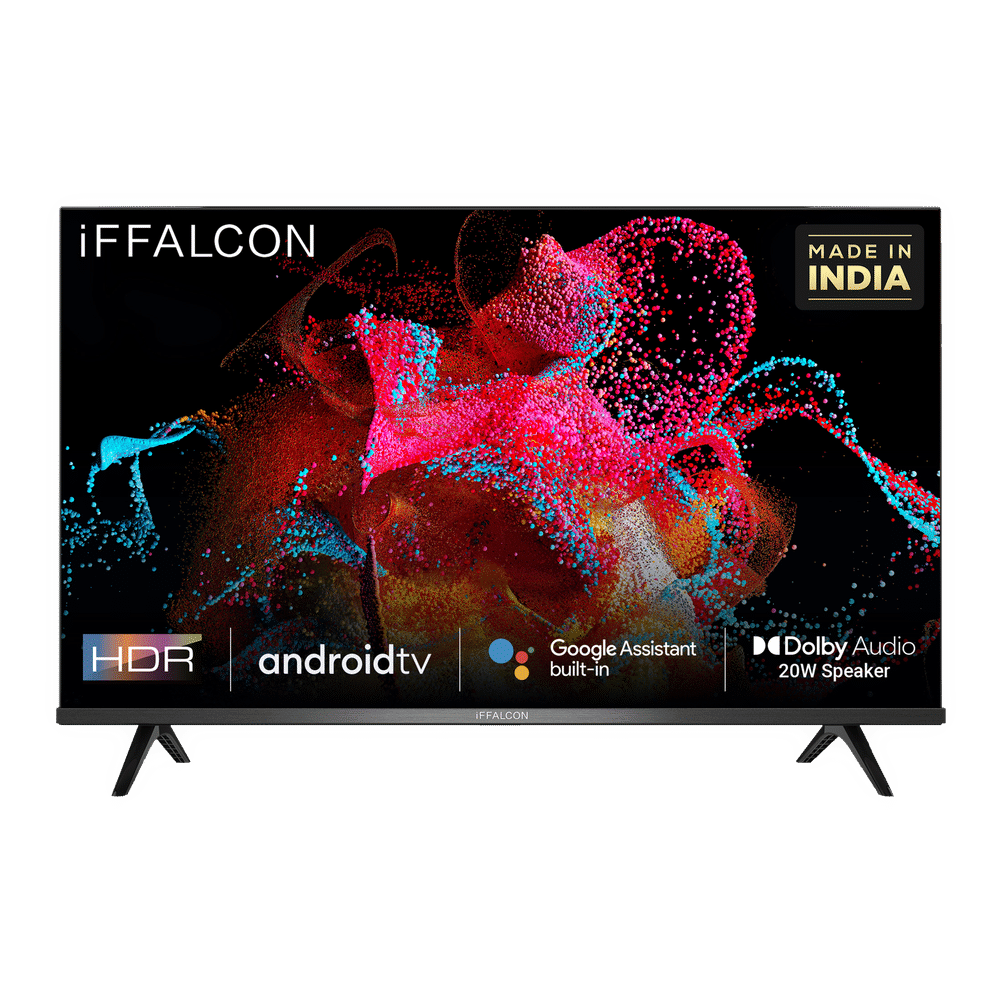 iFFALCON
MADE IN
INDIA
HDR
androidtv
Google Assistant
built-in
Dolby Audio
20W Speaker
iFFALCON